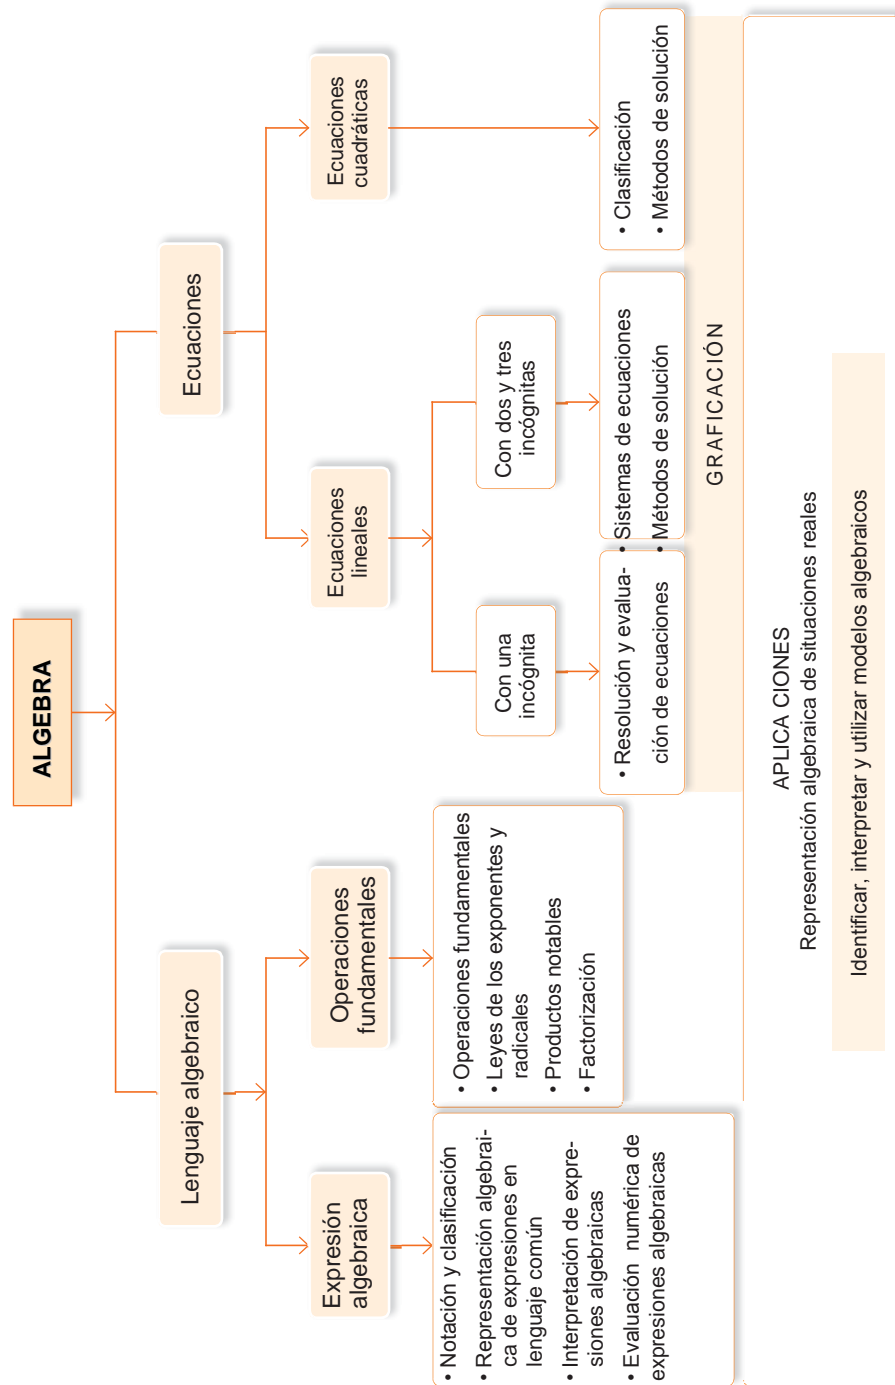 ALGEBRA
Lenguaje algebraico
Ecuaciones
Expresión
algebraica
Operaciones
fundamentales
Ecuaciones
lineales
Ecuaciones
cuadráticas
Con una
incógnita
Con dos y tres
incógnitas
• Notación y clasificación
• Representación algebrai-
ca de expresiones en
lenguaje común
• Interpretación de expre-
siones algebraicas
• Evaluación numérica de
expresiones algebraicas
• Operaciones fundamentales
• Leyes de los exponentes y
radicales
• Productos notables
• Factorización
• Resolución y evalua-
ción de ecuaciones
• Sistemas de ecuaciones
• Métodos de solución
• Clasificación
• Métodos de solución
GRAFICACIÓN
APLICA CIONES
Representación algebraica de situaciones reales
Identificar, interpretar y utilizar modelos algebraicos